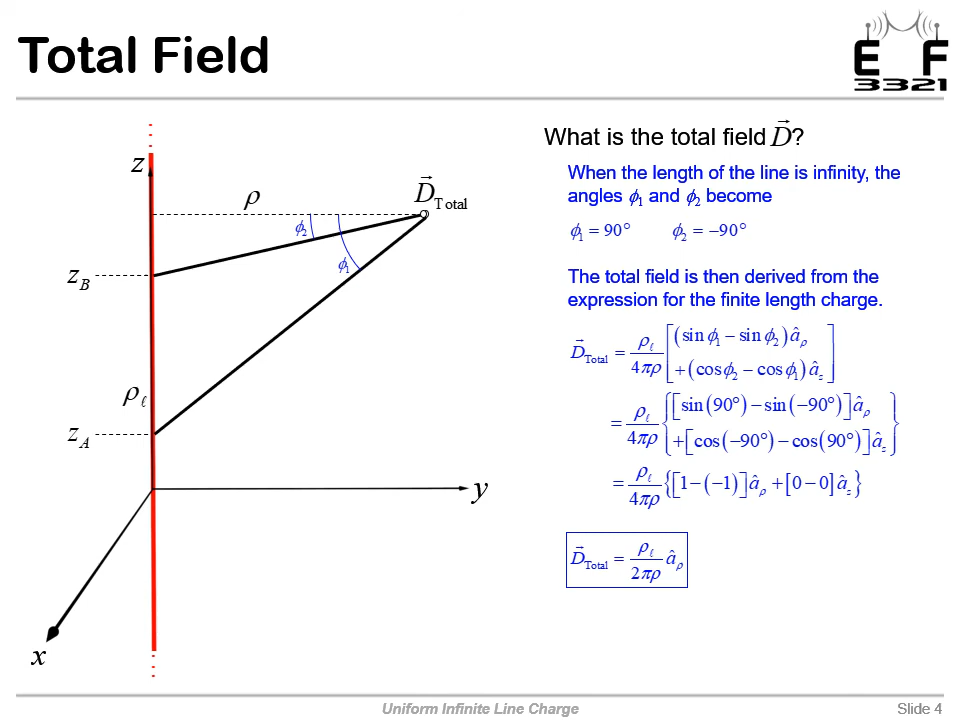 Total Field
E F
3321
z
ρ
D⃗_Total
ϕ₂
ϕ₁
z_B
ρ_ℓ
z_A
y
x
What is the total field D⃗?
When the length of the line is infinity, the
angles ϕ₁ and ϕ₂ become
ϕ₁ = 90° ϕ₂ = −90°
The total field is then derived from the
expression for the finite length charge.
D⃗_Total = ρ_ℓ/4πρ [(sin ϕ₁ − sin ϕ₂) â_ρ
+ (cos ϕ₂ − cos ϕ₁) â_s]
= ρ_ℓ/4πρ {[sin(90°) − sin(−90°)] â_ρ
+ [cos(−90°) − cos(90°)] â_s}
= ρ_ℓ/4πρ {[1 − (−1)] â_ρ + [0 − 0] â_s}
D⃗_Total = ρ_ℓ/2πρ â_ρ
Uniform Infinite Line Charge
Slide 4